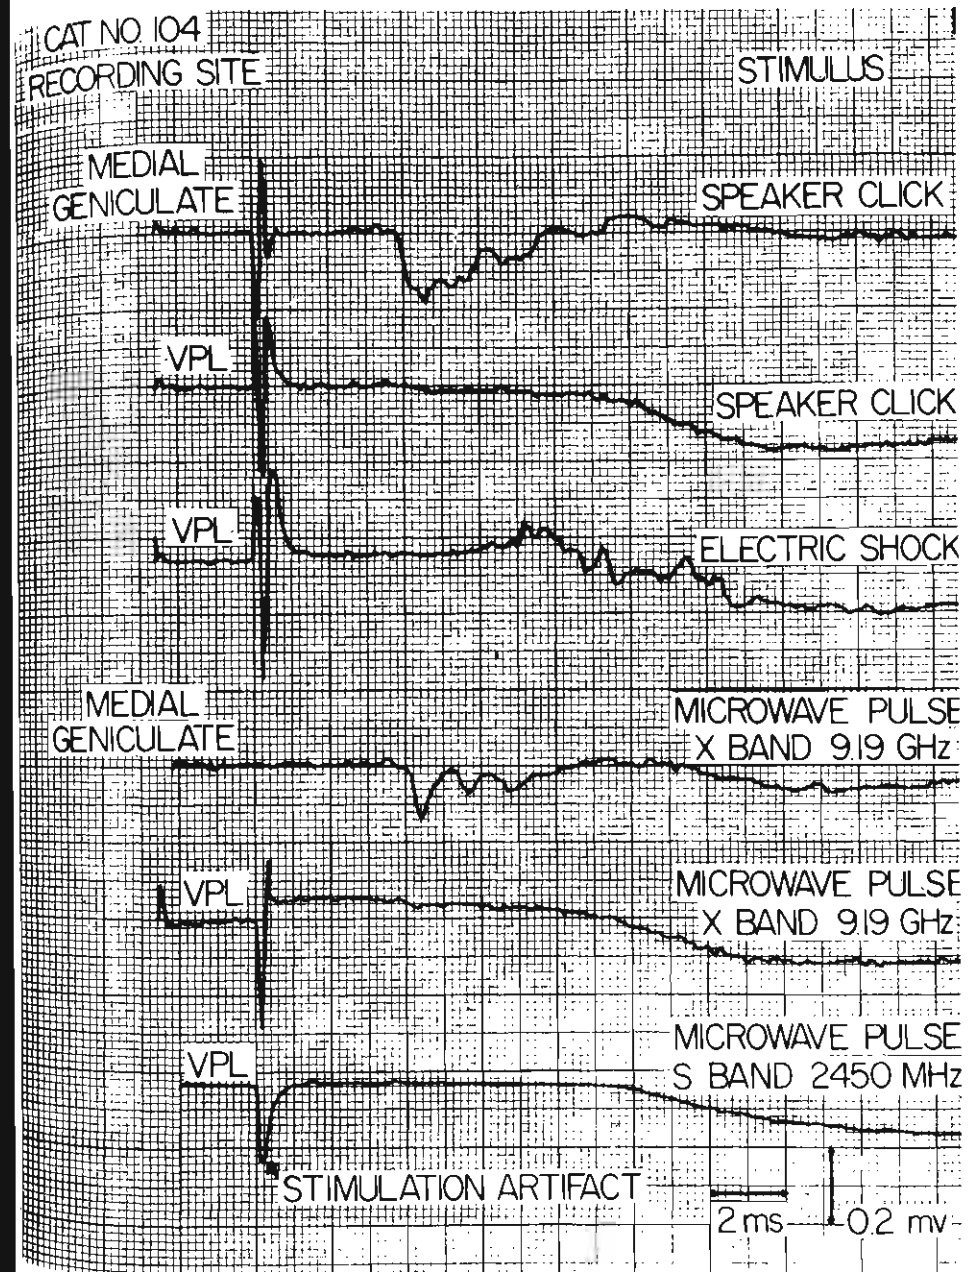 CAT NO. 104
RECORDING SITE
STIMULUS
MEDIAL
GENICULATE
SPEAKER CLICK
VPL
SPEAKER CLICK
VPL
ELECTRIC SHOCK
MEDIAL
GENICULATE
MICROWAVE PULSE
X BAND 9.19 GHz
VPL
MICROWAVE PULSE
X BAND 9.19 GHz
VPL
MICROWAVE PULSE
S BAND 2450 MHz
STIMULATION ARTIFACT
2 ms
0.2 mv